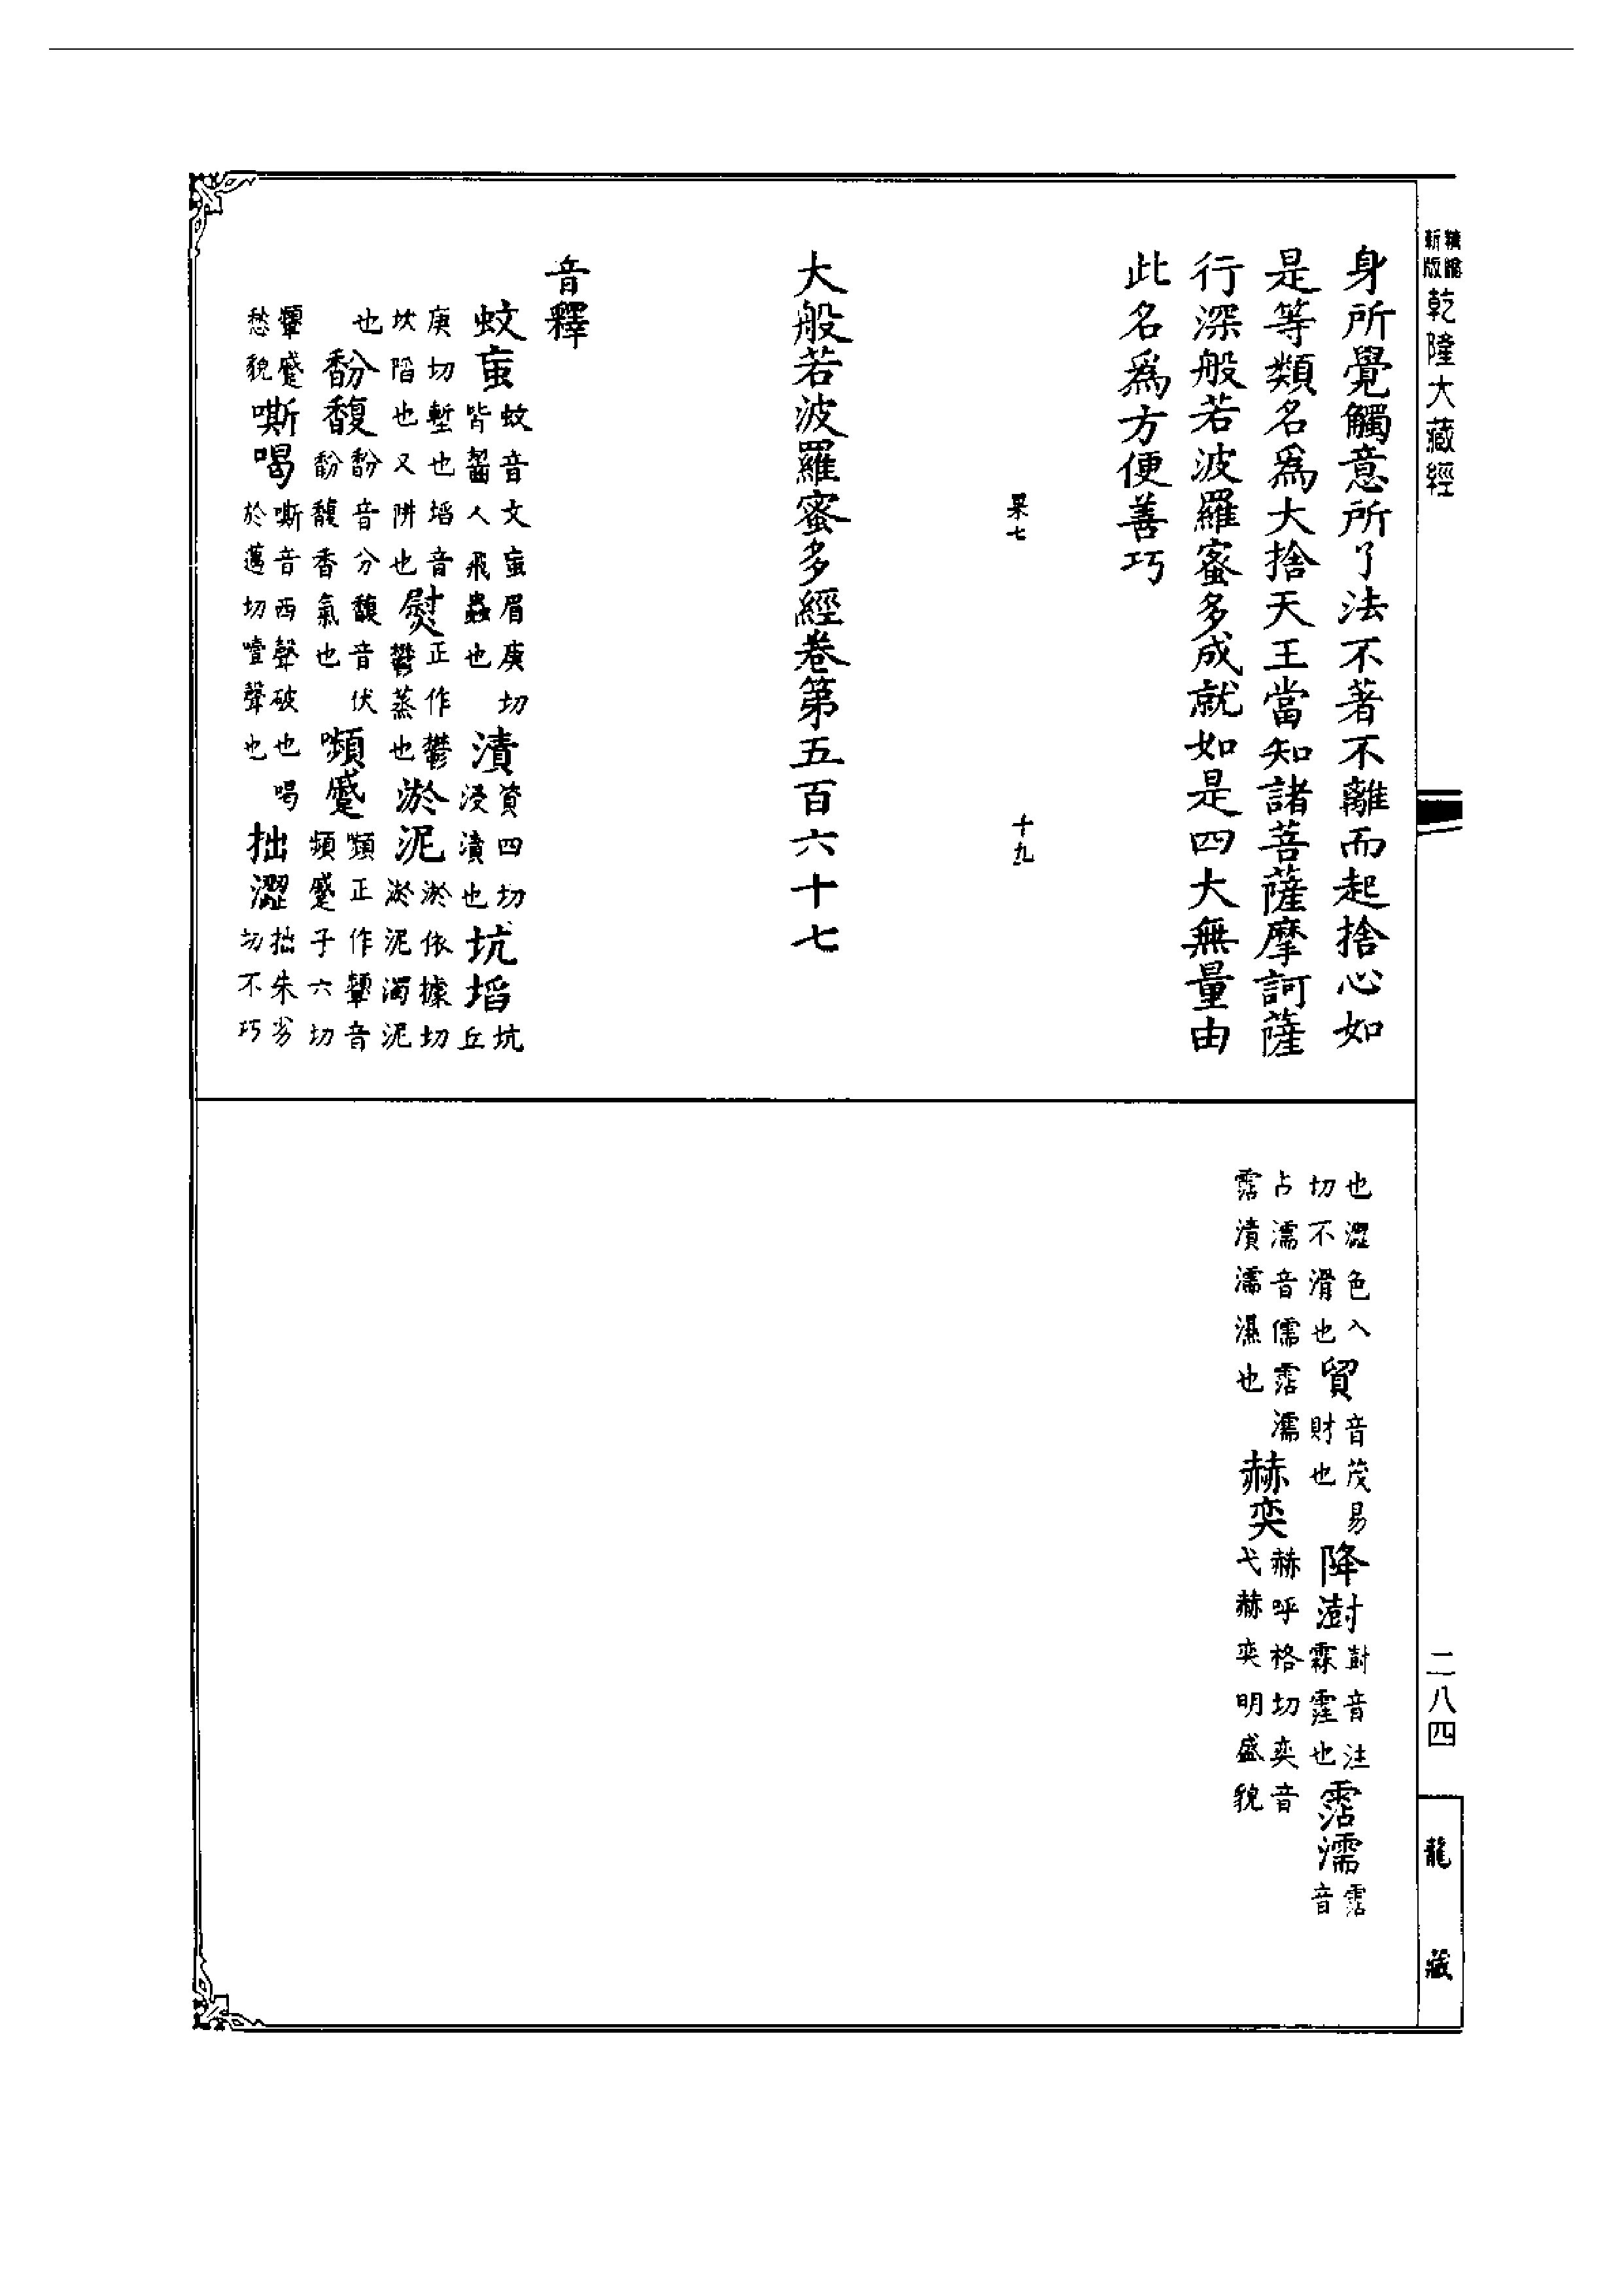 新版
精縮
乾隆大藏經
身所覺觸意所了法不著不離而起捨心如
是等類名爲大捨天王當知諸菩薩摩訶薩
行深般若波羅蜜多成就如是四大無量由
此名爲方便善巧
果七
十九
大般若波羅蜜多經卷第五百六十七
音釋
蚊䖟
蚊音文䖟眉庚切
皆齧人飛蟲也
漬
資四切
浸漬也
坑埳
坑丘
庚切塹也埳音
坎陷也又阱也
熨
正作鬱
鬱蒸也
淤泥
淤依據切
淤泥濁泥
也
馚馥
馚音分馥音伏
馚馥香氣也
嚬蹙
嚬正作顰音
頻蹙子六切
顰蹙
愁貌
嘶喝
嘶音西聲破也喝
於邁切噎聲也
拙澀
拙朱劣
切不巧
也澀色入
切不滑也
貿
音茂易
財也
降澍
澍音注
霖霔也
霑濡
霑音
占濡音儒霑濡
霑漬濡濕也
赫奕
赫呼格切奕音
弋赫奕明盛貌
二八四
龍藏